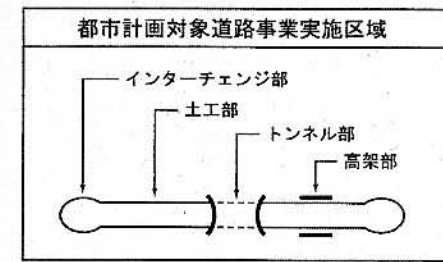 都市計画対象道路事業実施区域
インターチェンジ部
土工部
トンネル部
高架部